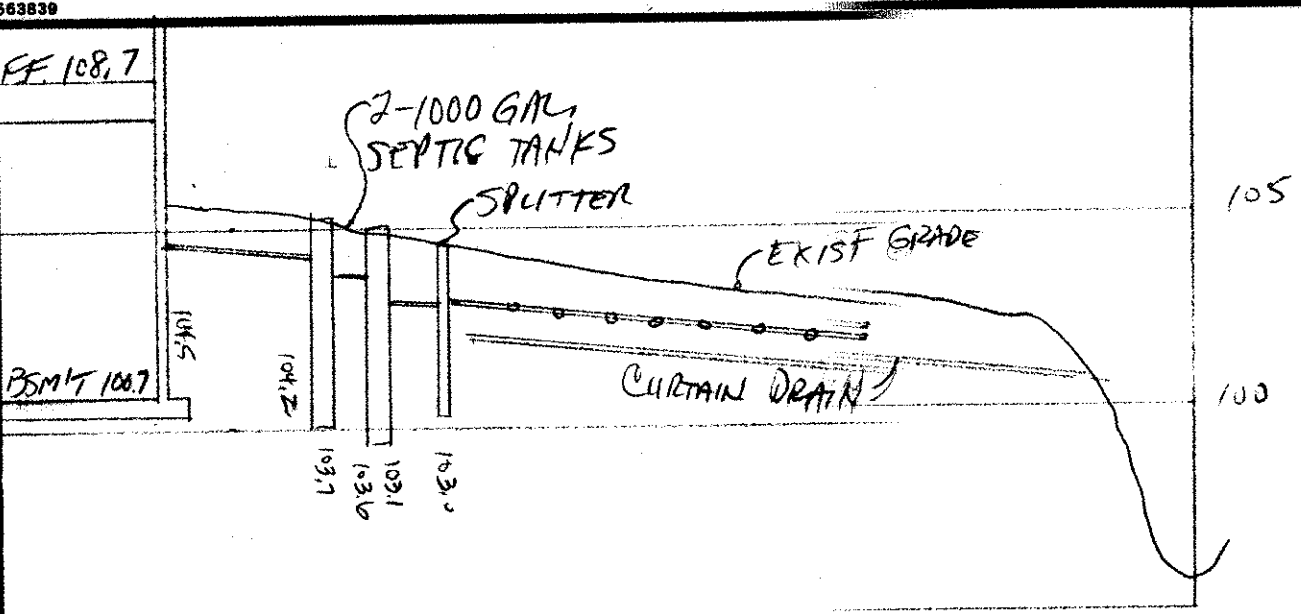 563839
FF. 108.7
2-1000 GAL
SEPTIC TANKS
SPLITTER
105
EXIST GRADE
104.5
BSM'T 100.7
104.2
CURTAIN DRAIN
100
103.7
103.6
103.1
103.0